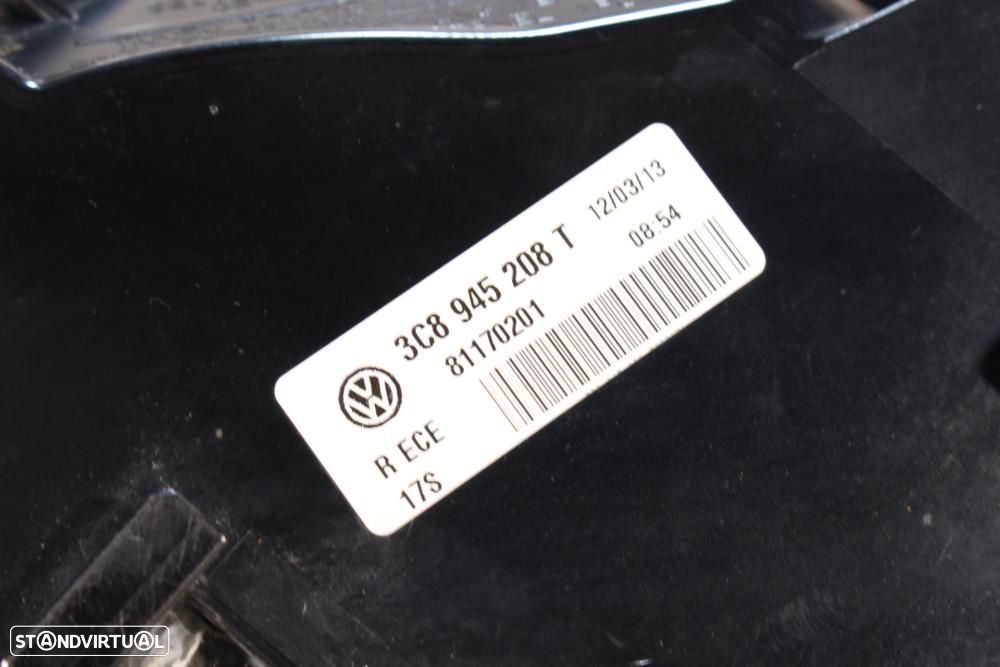 3C8 945 208 T 12/03/13
81170201 08:54
R ECE
17S
STANDVIRTUAL